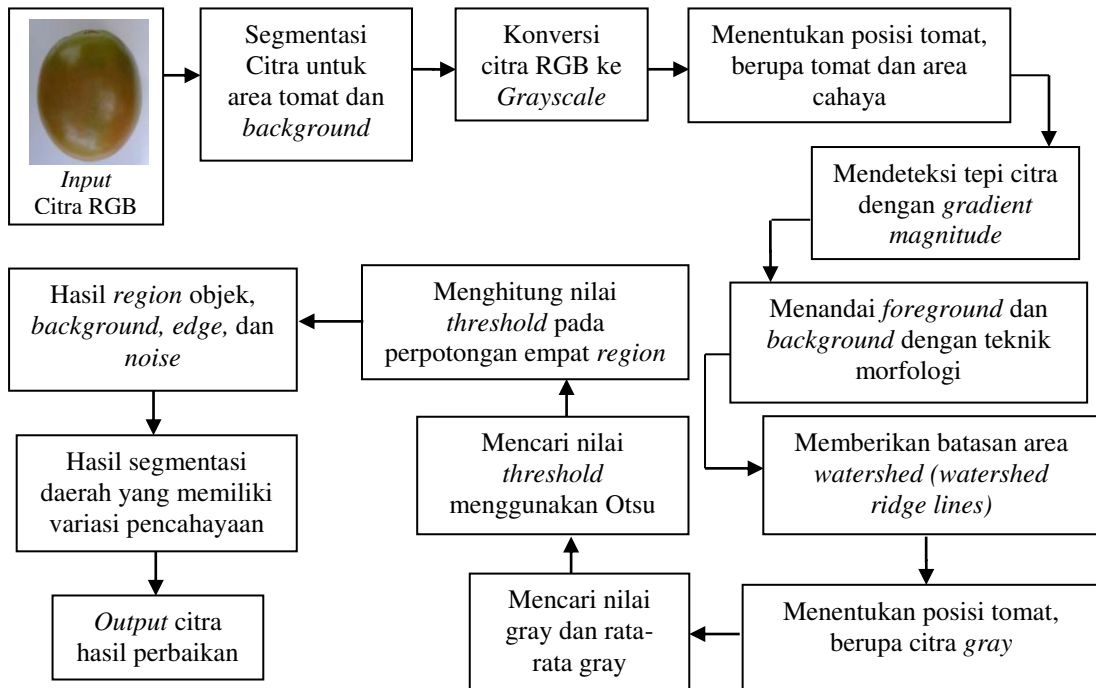 Input
Citra RGB
Segmentasi
Citra untuk
area tomat dan
background
Konversi
citra RGB ke
Grayscale
Menentukan posisi tomat,
berupa tomat dan area
cahaya
Mendeteksi tepi citra
dengan gradient
magnitude
Menandai foreground dan
background dengan teknik
morfologi
Memberikan batasan area
watershed (watershed
ridge lines)
Menentukan posisi tomat,
berupa citra gray
Mencari nilai
gray dan rata-
rata gray
Mencari nilai
threshold
menggunakan Otsu
Menghitung nilai
threshold pada
perpotongan empat region
Hasil region objek,
background, edge, dan
noise
Hasil segmentasi
daerah yang memiliki
variasi pencahayaan
Output citra
hasil perbaikan